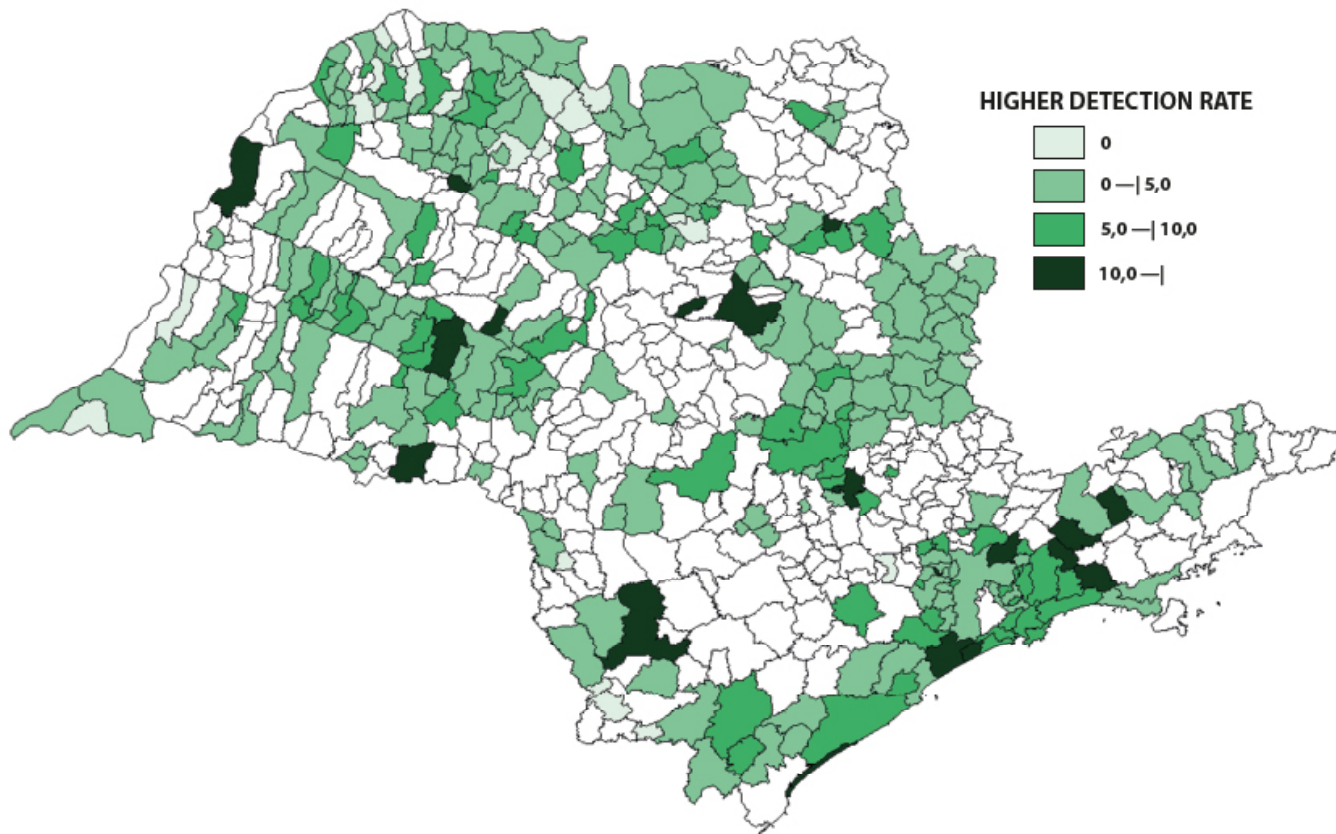 HIGHER DETECTION RATE
0
0 —| 5,0
5,0 —| 10,0
10,0 —|